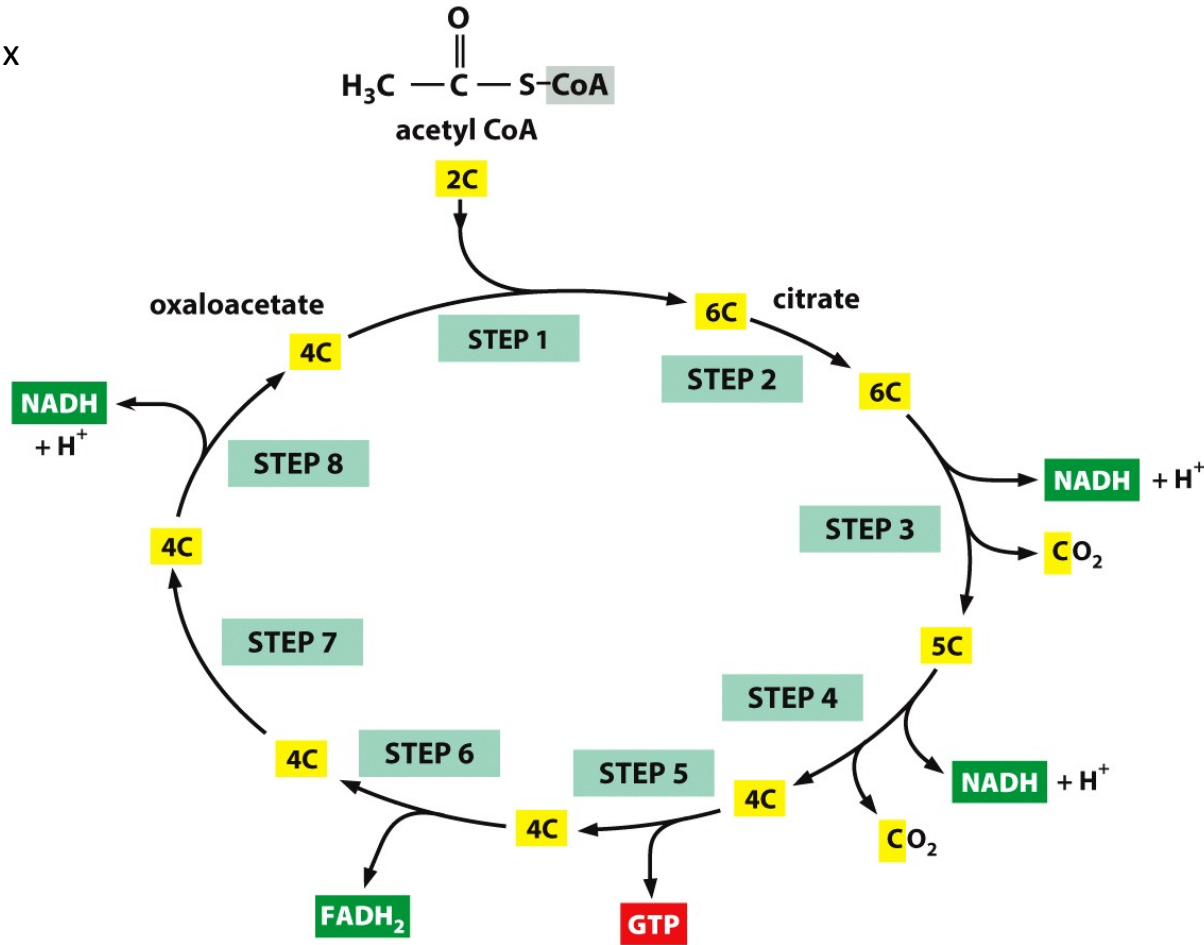 x
O
H₃C — C — S–CoA
acetyl CoA
2C
oxaloacetate
4C
STEP 1
6C
citrate
STEP 2
6C
NADH
+ H⁺
STEP 8
NADH + H⁺
STEP 3
CO₂
4C
5C
STEP 7
STEP 4
4C
STEP 6
STEP 5
4C
NADH + H⁺
4C
CO₂
FADH₂
GTP